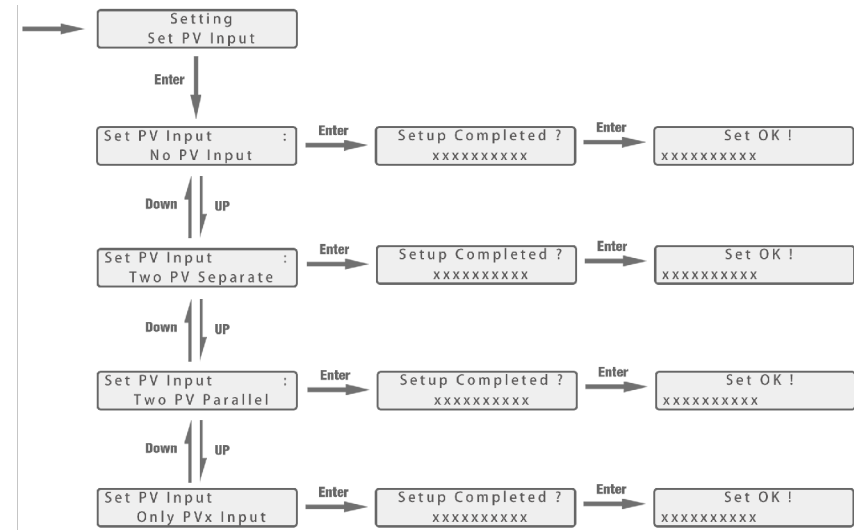 Setting
Set PV Input
Enter
Set PV Input :
No PV Input
Enter
Setup Completed ?
xxxxxxxxxx
Enter
Set OK !
xxxxxxxxxx
Down
UP
Set PV Input :
Two PV Separate
Enter
Setup Completed ?
xxxxxxxxxx
Enter
Set OK !
xxxxxxxxxx
Down
UP
Set PV Input :
Two PV Parallel
Enter
Setup Completed ?
xxxxxxxxxx
Enter
Set OK !
xxxxxxxxxx
Down
UP
Set PV Input
Only PVx Input
Enter
Setup Completed ?
xxxxxxxxxx
Enter
Set OK !
xxxxxxxxxx